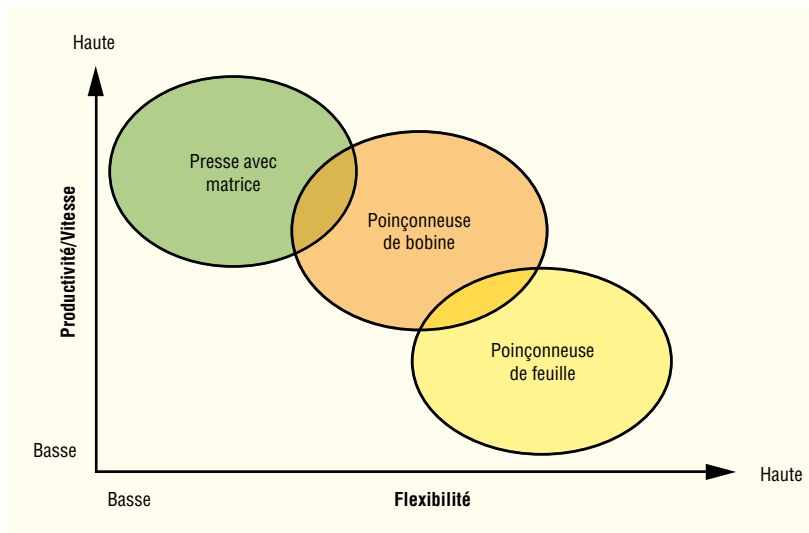 Haute
Presse avec
matrice
Poinçonneuse
de bobine
Productivité/Vitesse
Poinçonneuse
de feuille
Basse
Haute
Basse
Flexibilité